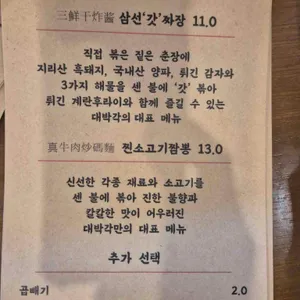 三鮮干炸醬 삼선'갓'짜장 11.0
직접 볶은 짙은 춘장에
지리산 흑돼지, 국내산 양파, 튀긴 감자와
3가지 해물을 센 불에 '갓' 볶아
튀긴 계란후라이와 함께 즐길 수 있는
대박각의 대표 메뉴
真牛肉炒碼麵 찐소고기짬뽕 13.0
신선한 각종 재료와 소고기를
센 불에 볶아 진한 불향과
칼칼한 맛이 어우러진
대박각만의 대표 메뉴
추가 선택
곱빼기 2.0